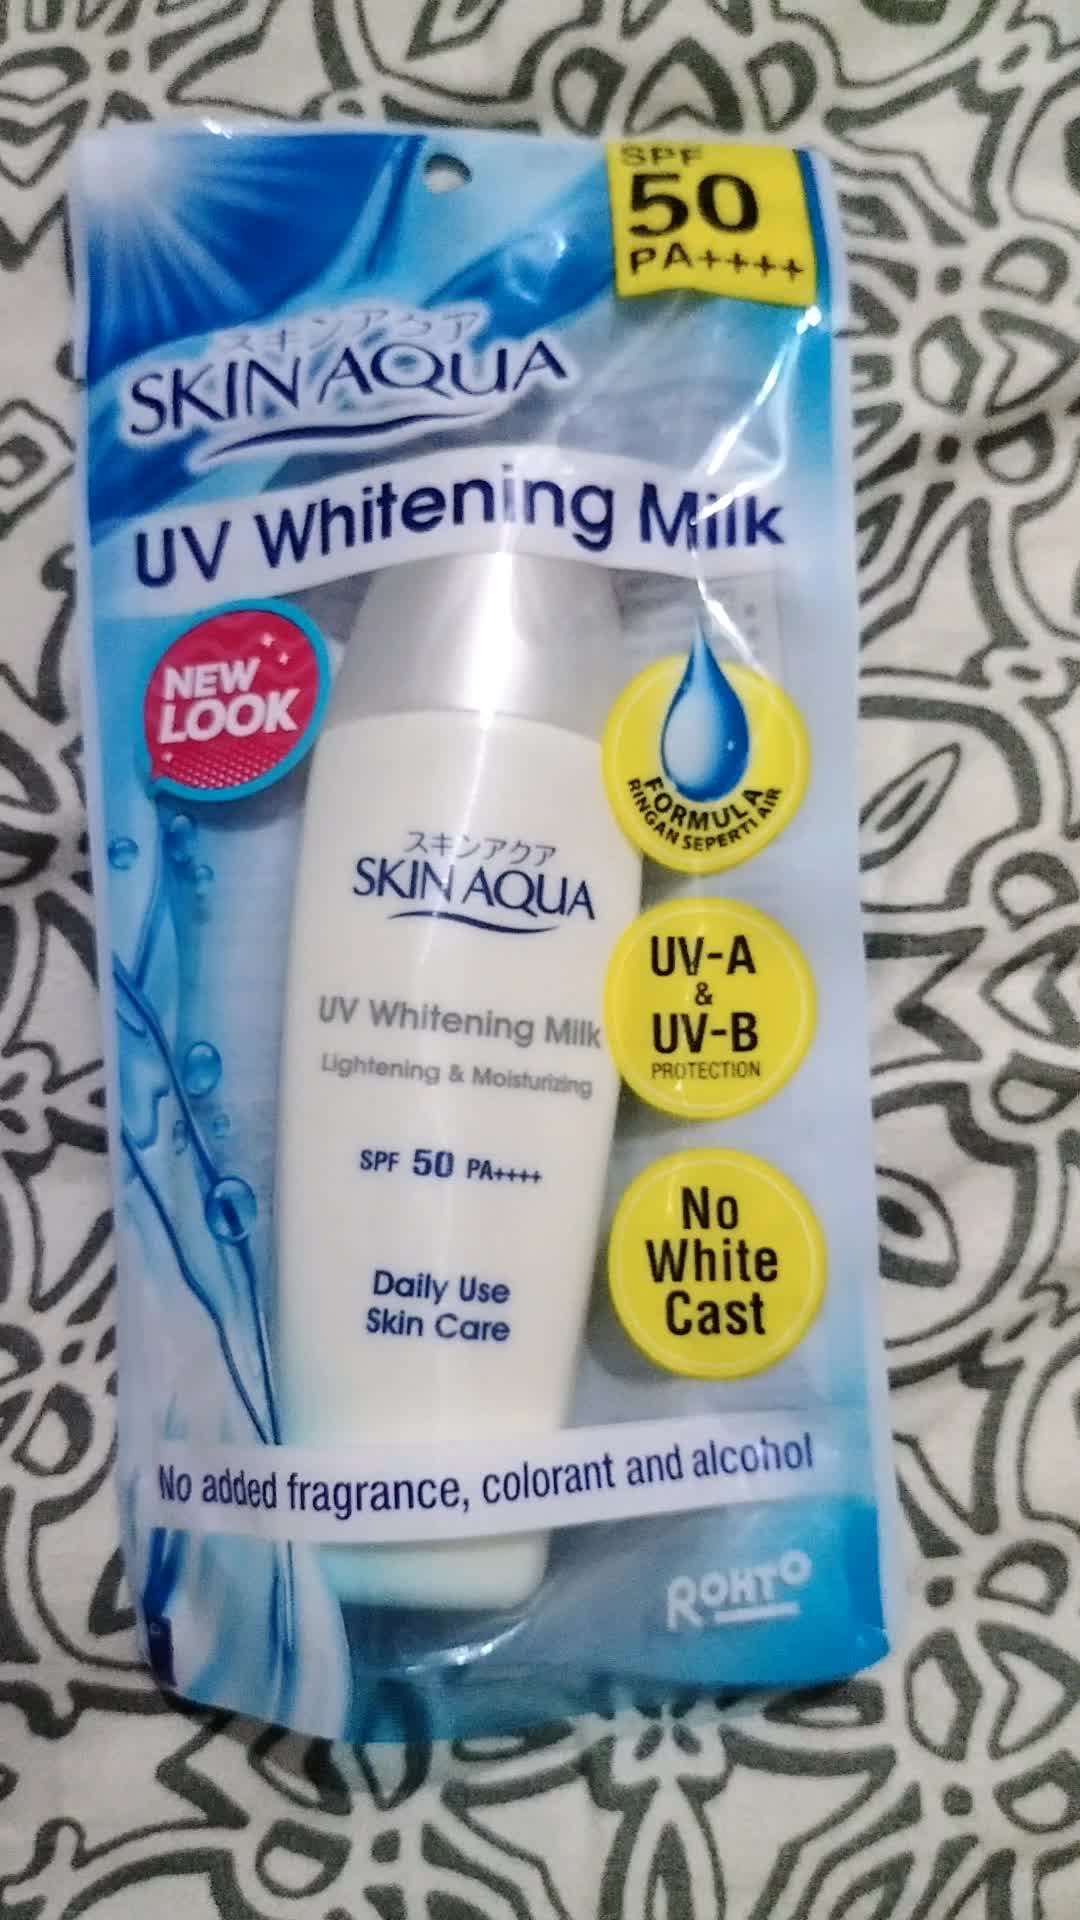 SPF
50
PA++++
スキンアクア
SKIN AQUA
UV Whitening Milk
NEW
LOOK
FORMULA
RINGAN SEPERTI AIR
スキンアクア
SKIN AQUA
UV Whitening Milk
Lightening & Moisturizing
SPF 50 PA++++
Daily Use
Skin Care
UV-A
&
UV-B
PROTECTION
No
White
Cast
No added fragrance, colorant and alcohol
ROHTO